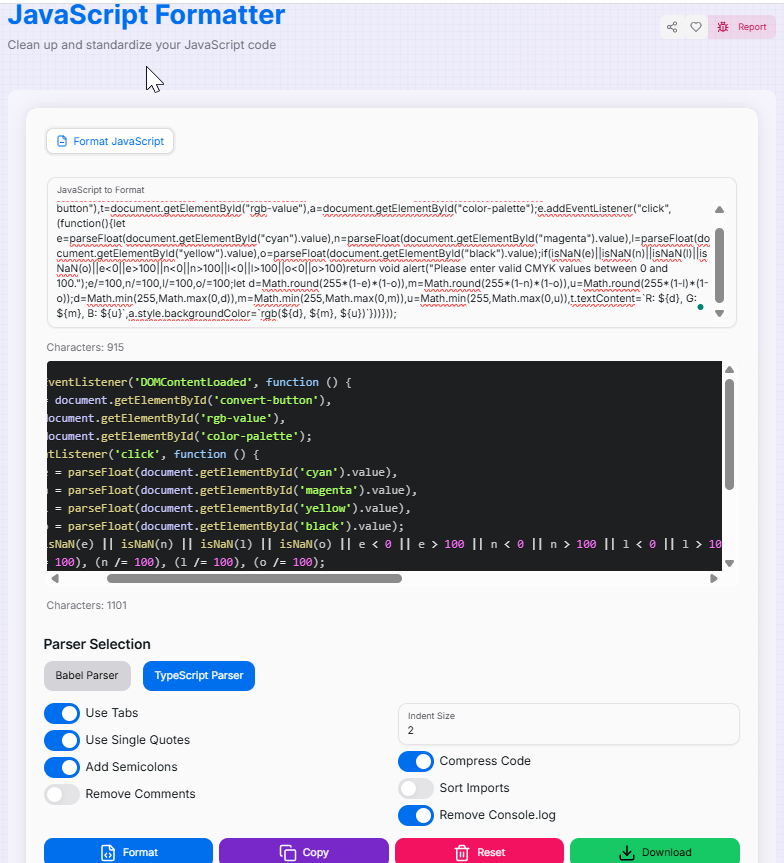 JavaScript Formatter
Clean up and standardize your JavaScript code
Report
Format JavaScript
JavaScript to Format
button"),t=document.getElementById("rgb-value"),a=document.getElementById("color-palette");e.addEventListener("click",
(function(){let
e=parseFloat(document.getElementById("cyan").value),n=parseFloat(document.getElementById("magenta").value),l=parseFloat(do
cument.getElementById("yellow").value),o=parseFloat(document.getElementById("black").value);if(isNaN(e)||isNaN(n)||isNaN(l)||is
NaN(o)||e<0||e>100||n<0||n>100||l<0||l>100||o<0||o>100)return void alert("Please enter valid CMYK values between 0 and
100.");e/=100,n/=100,l/=100,o/=100;let d=Math.round(255*(1-e)*(1-o)),m=Math.round(255*(1-n)*(1-o)),u=Math.round(255*(1-l)*(1-
o));d=Math.min(255,Math.max(0,d)),m=Math.min(255,Math.max(0,m)),u=Math.min(255,Math.max(0,u)),t.textContent=`R: ${d}, G:
${m}, B: ${u}`,a.style.backgroundColor=`rgb(${d}, ${m}, ${u})`}))}));
Characters: 915
ventListener('DOMContentLoaded', function () {
= document.getElementById('convert-button'),
document.getElementById('rgb-value'),
document.getElementById('color-palette');
tListener('click', function () {
= parseFloat(document.getElementById('cyan').value),
= parseFloat(document.getElementById('magenta').value),
= parseFloat(document.getElementById('yellow').value),
= parseFloat(document.getElementById('black').value);
isNaN(e) || isNaN(n) || isNaN(l) || isNaN(o) || e < 0 || e > 100 || n < 0 || n > 100 || l < 0 || l > 10
100), (n /= 100), (l /= 100), (o /= 100);
Characters: 1101
Parser Selection
Babel Parser
TypeScript Parser
Use Tabs
Use Single Quotes
Add Semicolons
Remove Comments
Indent Size
2
Compress Code
Sort Imports
Remove Console.log
Format
Copy
Reset
Download